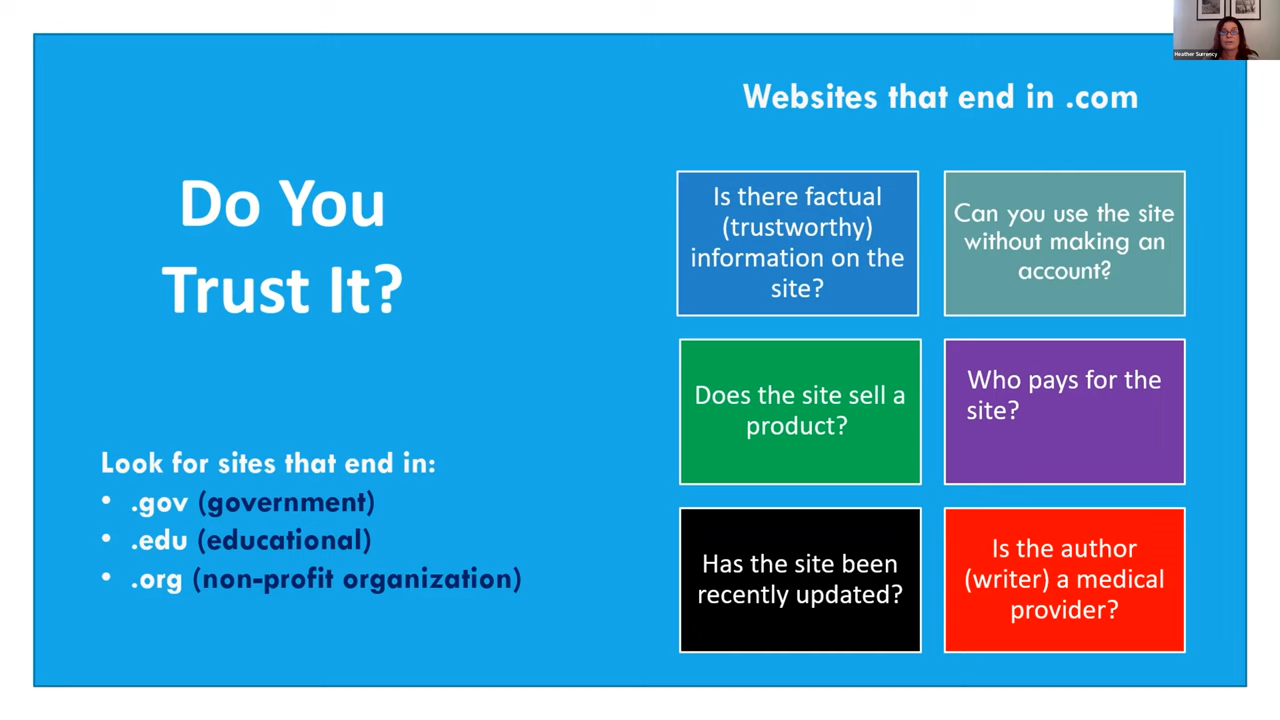 Heather Surrency
Do You
Trust It?
Look for sites that end in:
• .gov (government)
• .edu (educational)
• .org (non-profit organization)
Websites that end in .com
Is there factual
(trustworthy)
information on the
site?
Can you use the site
without making an
account?
Does the site sell a
product?
Who pays for the
site?
Has the site been
recently updated?
Is the author
(writer) a medical
provider?